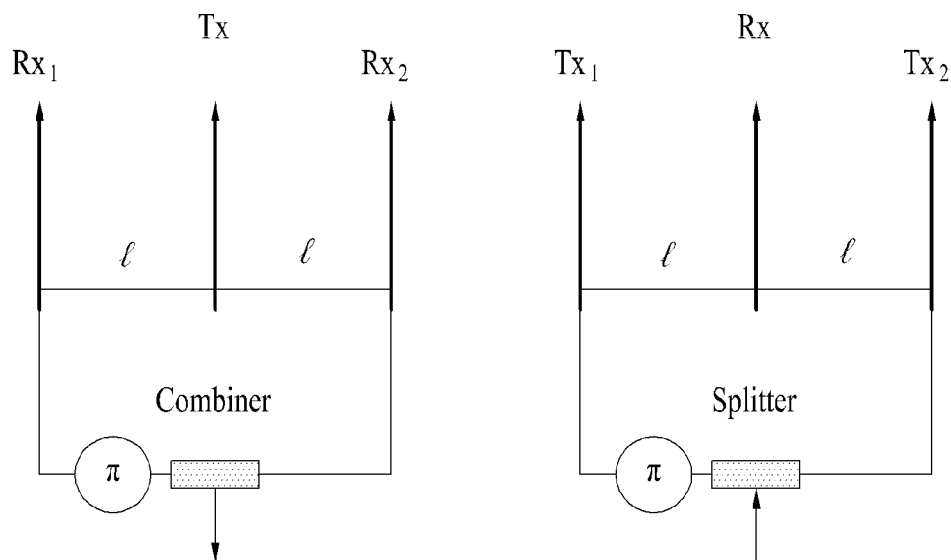 Tx
Rx1
Rx2
ℓ
ℓ
Combiner
π
Rx
Tx1
Tx2
ℓ
ℓ
Splitter
π